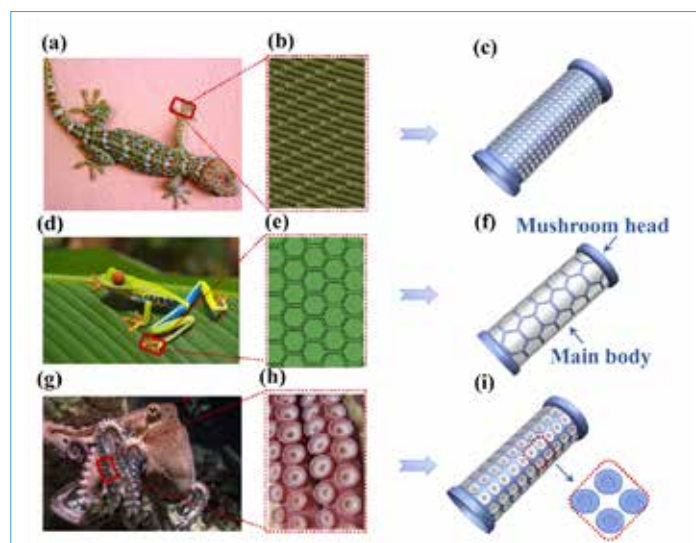 (a)
(b)
(c)
(d)
(e)
(f)
Mushroom head
Main body
(g)
(h)
(i)